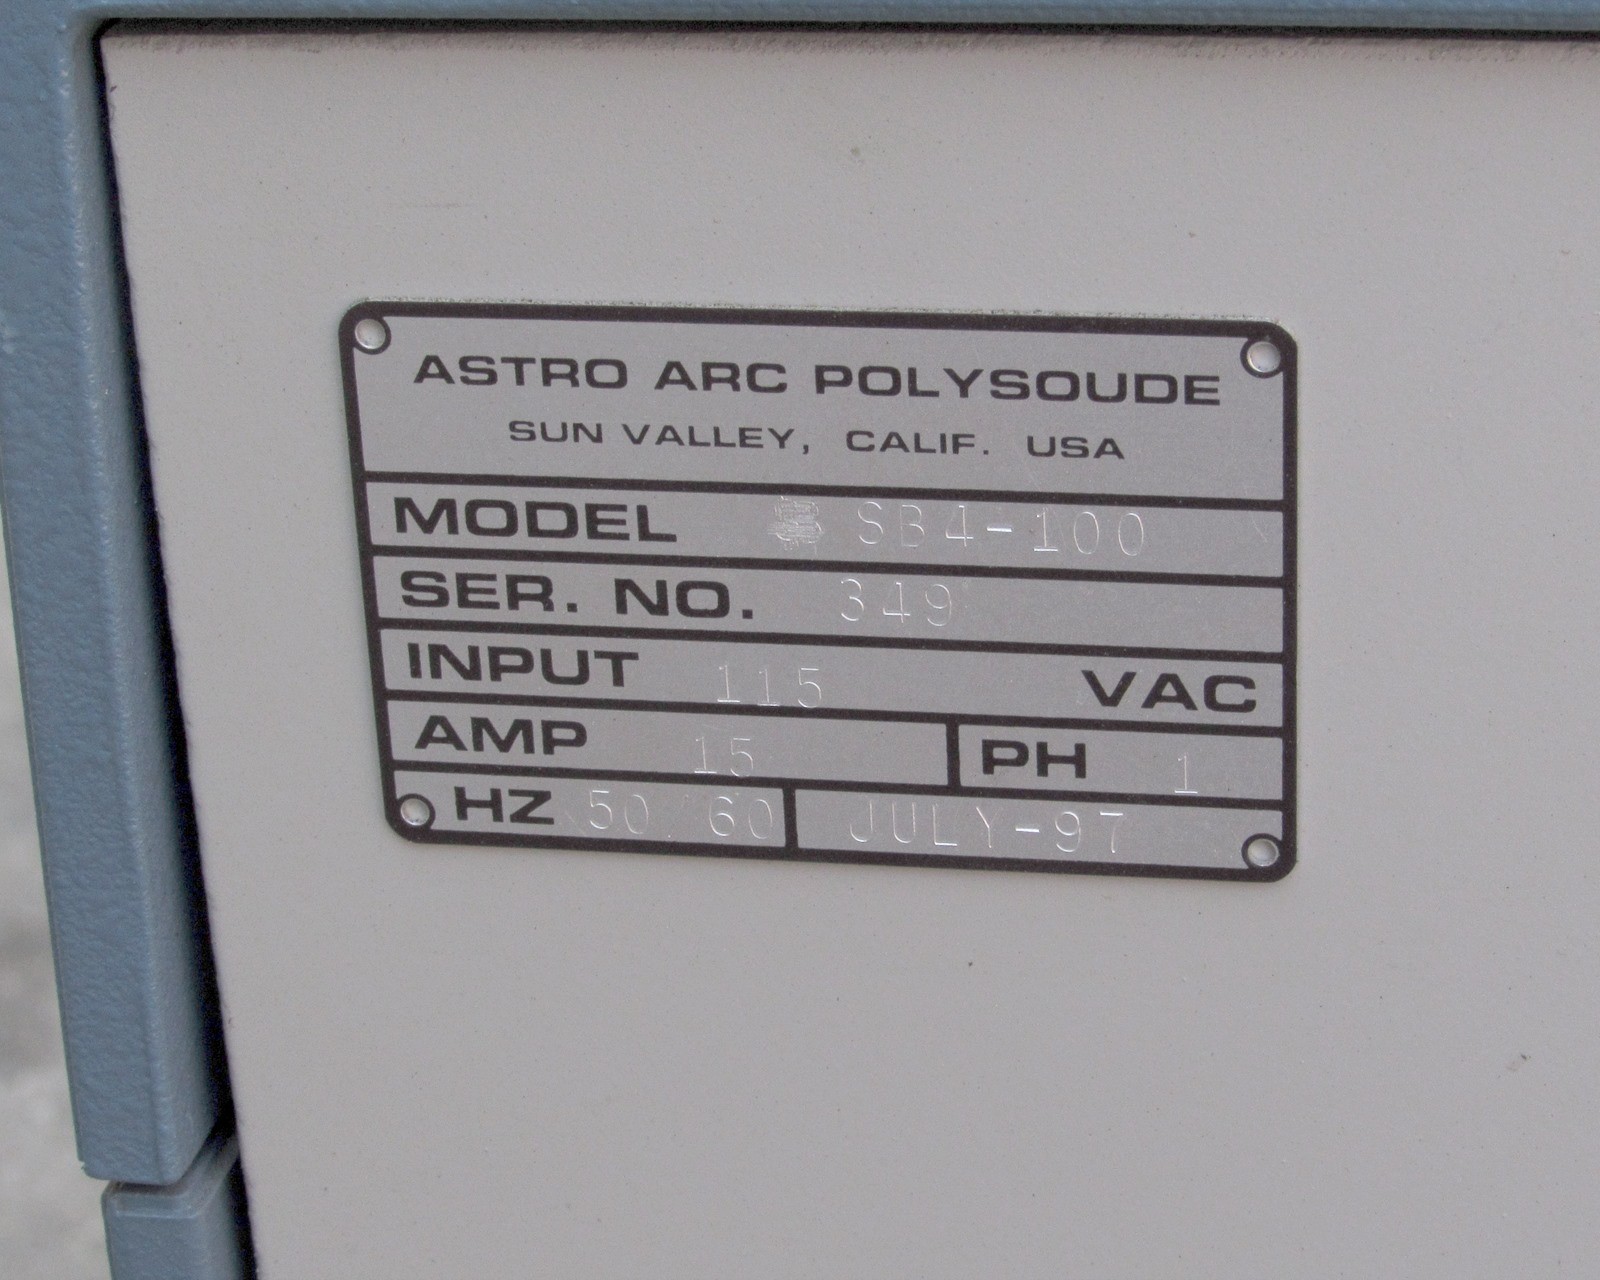 ASTRO ARC POLYSOUDE
SUN VALLEY, CALIF. USA
MODEL SB4-100
SER. NO. 349
INPUT 115 VAC
AMP 15 PH 1
HZ 50 60 JULY-97